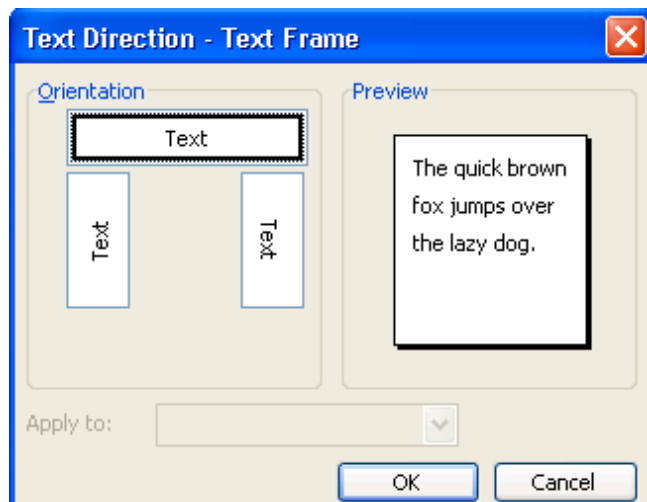 Text Direction - Text Frame
Orientation
Text
Text
Text
Preview
The quick brown
fox jumps over
the lazy dog.
Apply to:
OK
Cancel